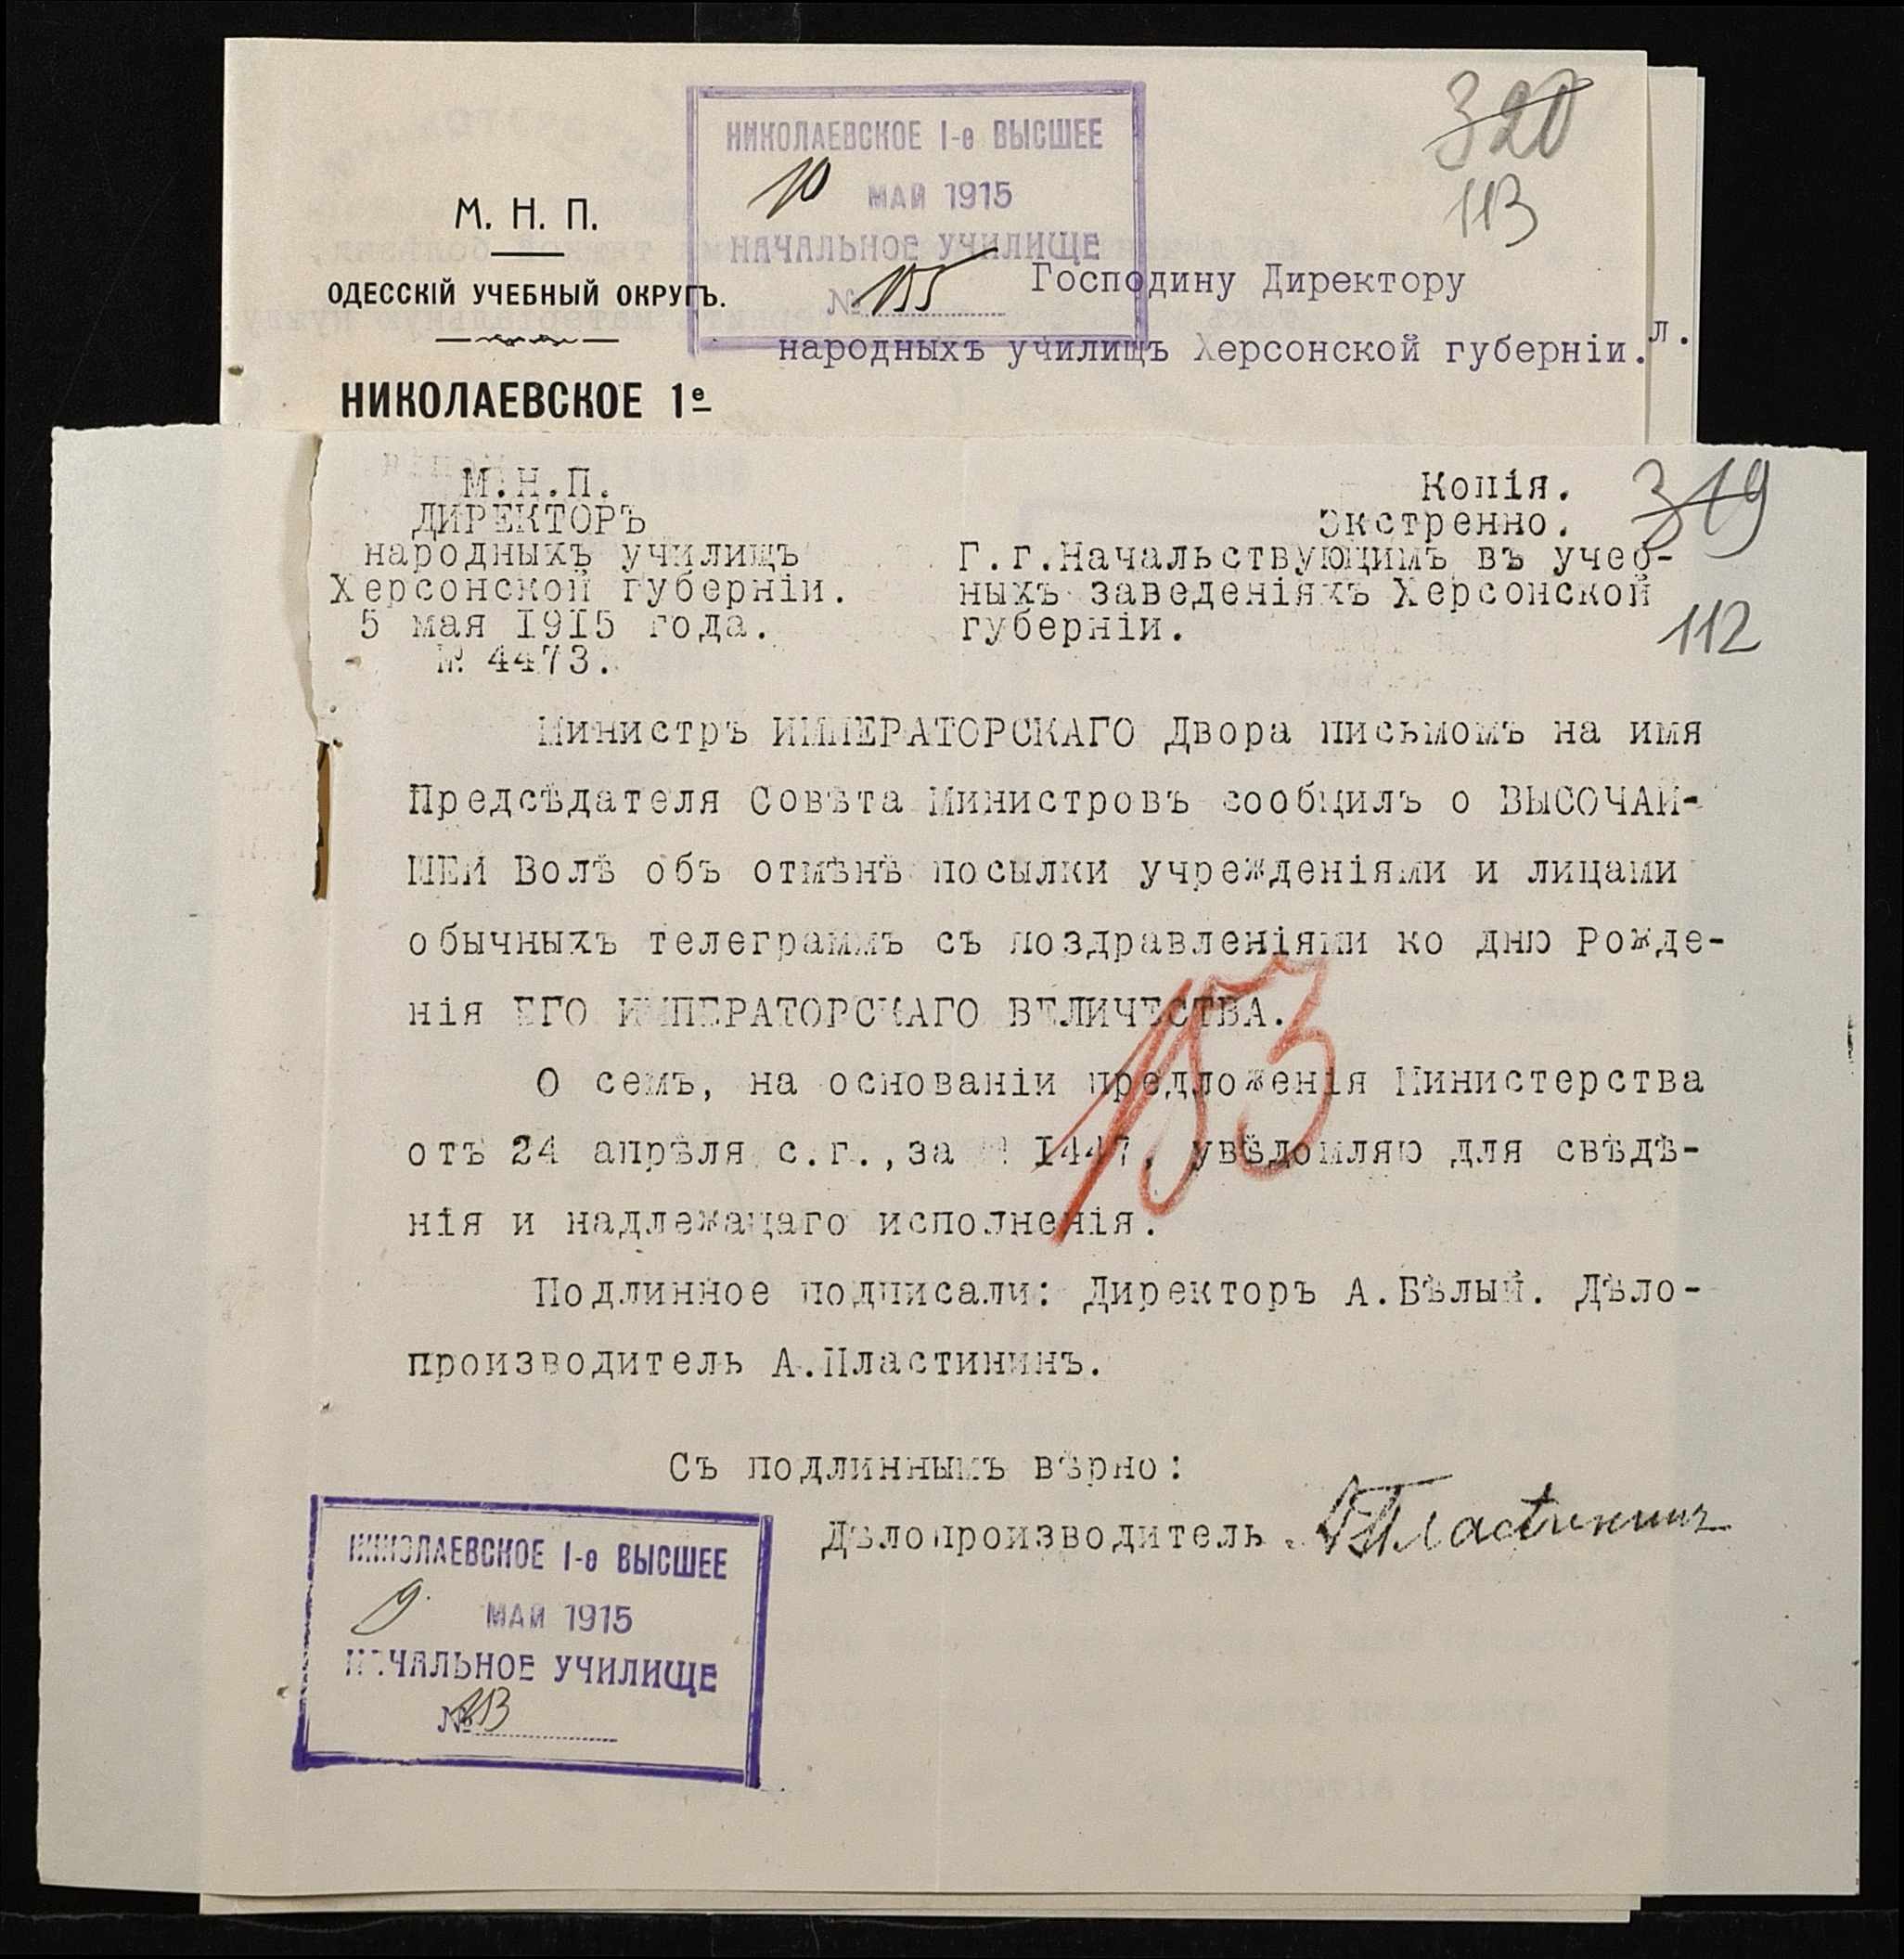 320
113
НИКОЛАЕВСКОЕ I-е ВЫСШЕЕ
10 МАЙ 1915
НАЧАЛЬНОЕ УЧИЛИЩЕ
№ 155
М. Н. П.
ОДЕССКІЙ УЧЕБНЫЙ ОКРУГЪ.
НИКОЛАЕВСКОЕ 1е
Господину Директору
народныхъ училищъ Херсонской губерніи.
л.
М.Н.П.
ДИРЕКТОРЪ
народныхъ училищъ
Херсонской губерніи.
5 мая I9I5 года.
№ 4473.
Копія.
Экстренно.
319
Г.г.Начальствующимъ въ учеб-
ныхъ заведеніяхъ Херсонской
губерніи.
112
Министръ ИМПЕРАТОРСКАГО Двора письмомъ на имя
Предсѣдателя Совѣта Министровъ сообщилъ о ВЫСОЧАЙ-
ШЕЙ Волѣ объ отмѣнѣ посылки учрежденіями и лицами
обычныхъ телеграммъ съ поздравленіями ко дню Рожде-
нія ЕГО ИМПЕРАТОРСКАГО ВЕЛИЧЕСТВА.
153
О семъ, на основаніи предложенія Министерства
отъ 24 апрѣля с.г.,за № I447, увѣдомляю для свѣдѣ-
нія и надлежащаго исполненія.
Подлинное подписали: Директоръ А.Бѣлый. Дѣло-
производитель А.Пластининъ.
Съ подлиннымъ вѣрно:
Дѣлопроизводитель А Пластининъ
НИКОЛАЕВСКОЕ I-е ВЫСШЕЕ
9. МАЙ 1915
НАЧАЛЬНОЕ УЧИЛИЩЕ
№ 153